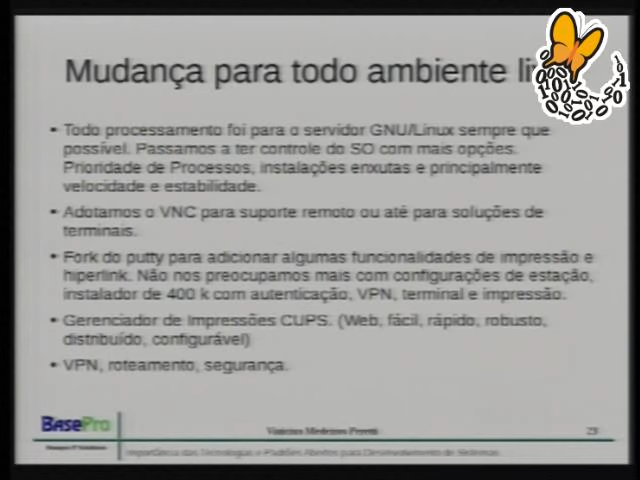 Mudança para todo ambiente li
• Todo processamento foi para o servidor GNU/Linux sempre que
possível. Passamos a ter controle do SO com mais opções.
Prioridade de Processos, instalações enxutas e principalmente
velocidade e estabilidade.
• Adotamos o VNC para suporte remoto ou até para soluções de
terminais.
• Fork do putty para adicionar algumas funcionalidades de impressão e
hiperlink. Não nos preocupamos mais com configurações de estação,
instalador de 400 k com autenticação, VPN, terminal e impressão.
• Gerenciador de Impressões CUPS. (Web, fácil, rápido, robusto,
distribuído, configurável)
• VPN, roteamento, segurança.
BasePro
Vinicius Medeiros Peretti
23
Importância das Tecnologias e Padrões Abertos para Desenvolvimento de Sistemas